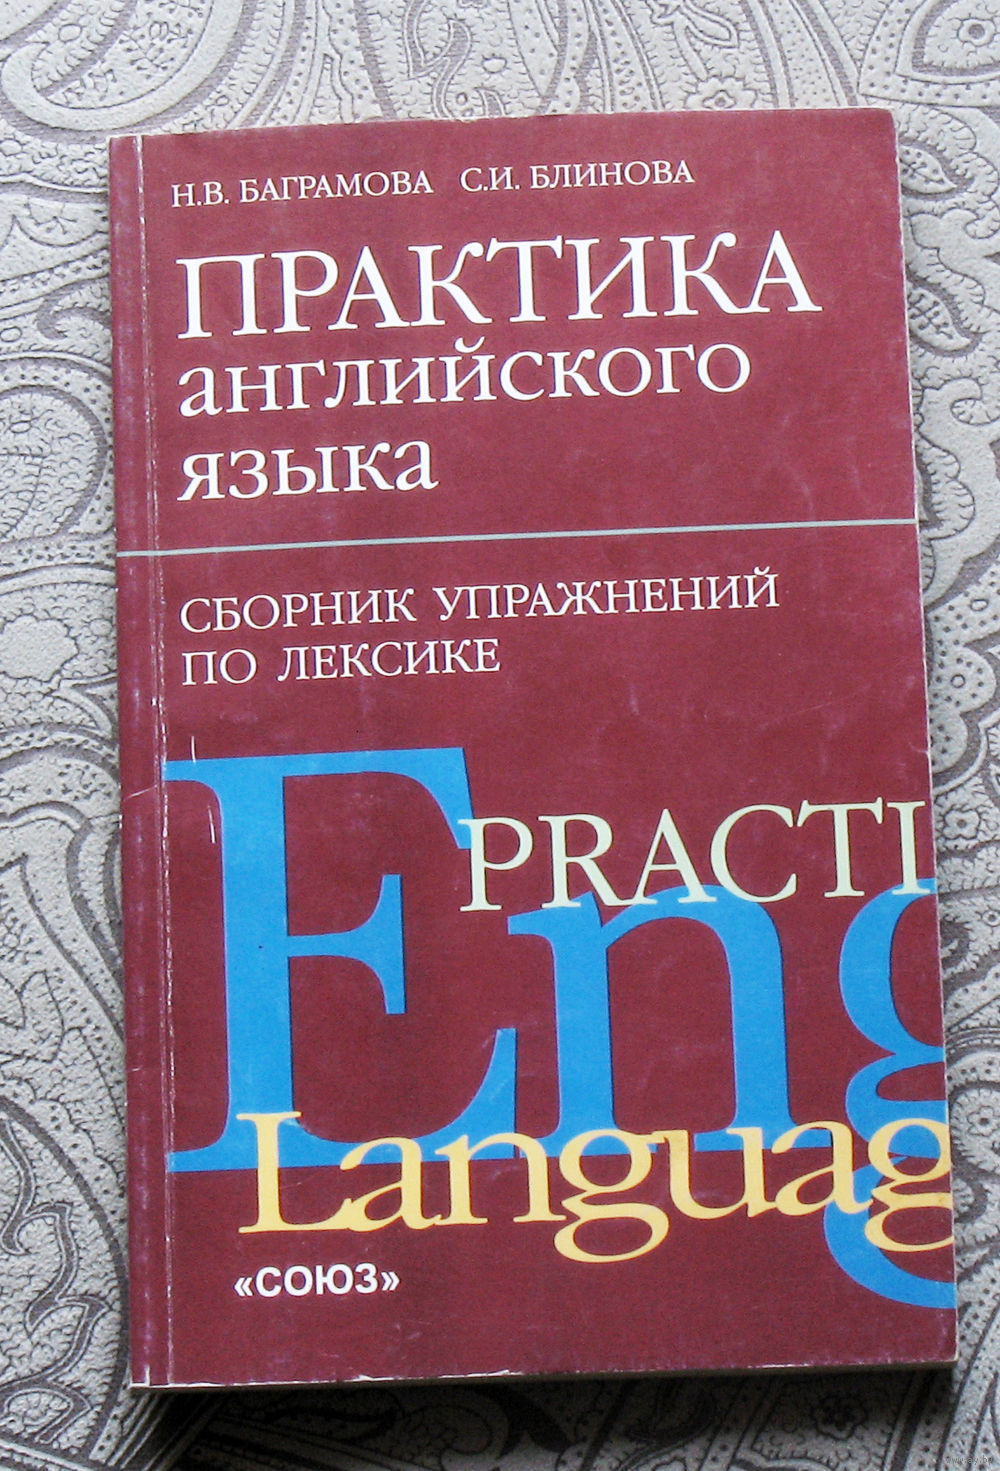 Н.В. БАГРАМОВА С.И. БЛИНОВА
ПРАКТИКА
английского
языка
СБОРНИК УПРАЖНЕНИЙ
ПО ЛЕКСИКЕ
PRACTI
Eng
Languag
«СОЮЗ»